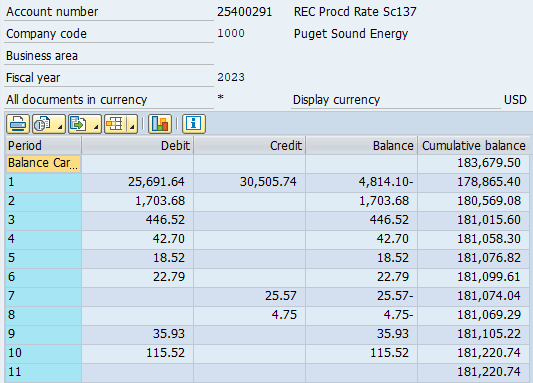 Account number 25400291 REC Procd Rate Sc137
Company code 1000 Puget Sound Energy
Business area
Fiscal year 2023
All documents in currency * Display currency USD
Period Debit Credit Balance Cumulative balance
Balance Car... 183,679.50
1 25,691.64 30,505.74 4,814.10- 178,865.40
2 1,703.68 1,703.68 180,569.08
3 446.52 446.52 181,015.60
4 42.70 42.70 181,058.30
5 18.52 18.52 181,076.82
6 22.79 22.79 181,099.61
7 25.57 25.57- 181,074.04
8 4.75 4.75- 181,069.29
9 35.93 35.93 181,105.22
10 115.52 115.52 181,220.74
11 181,220.74